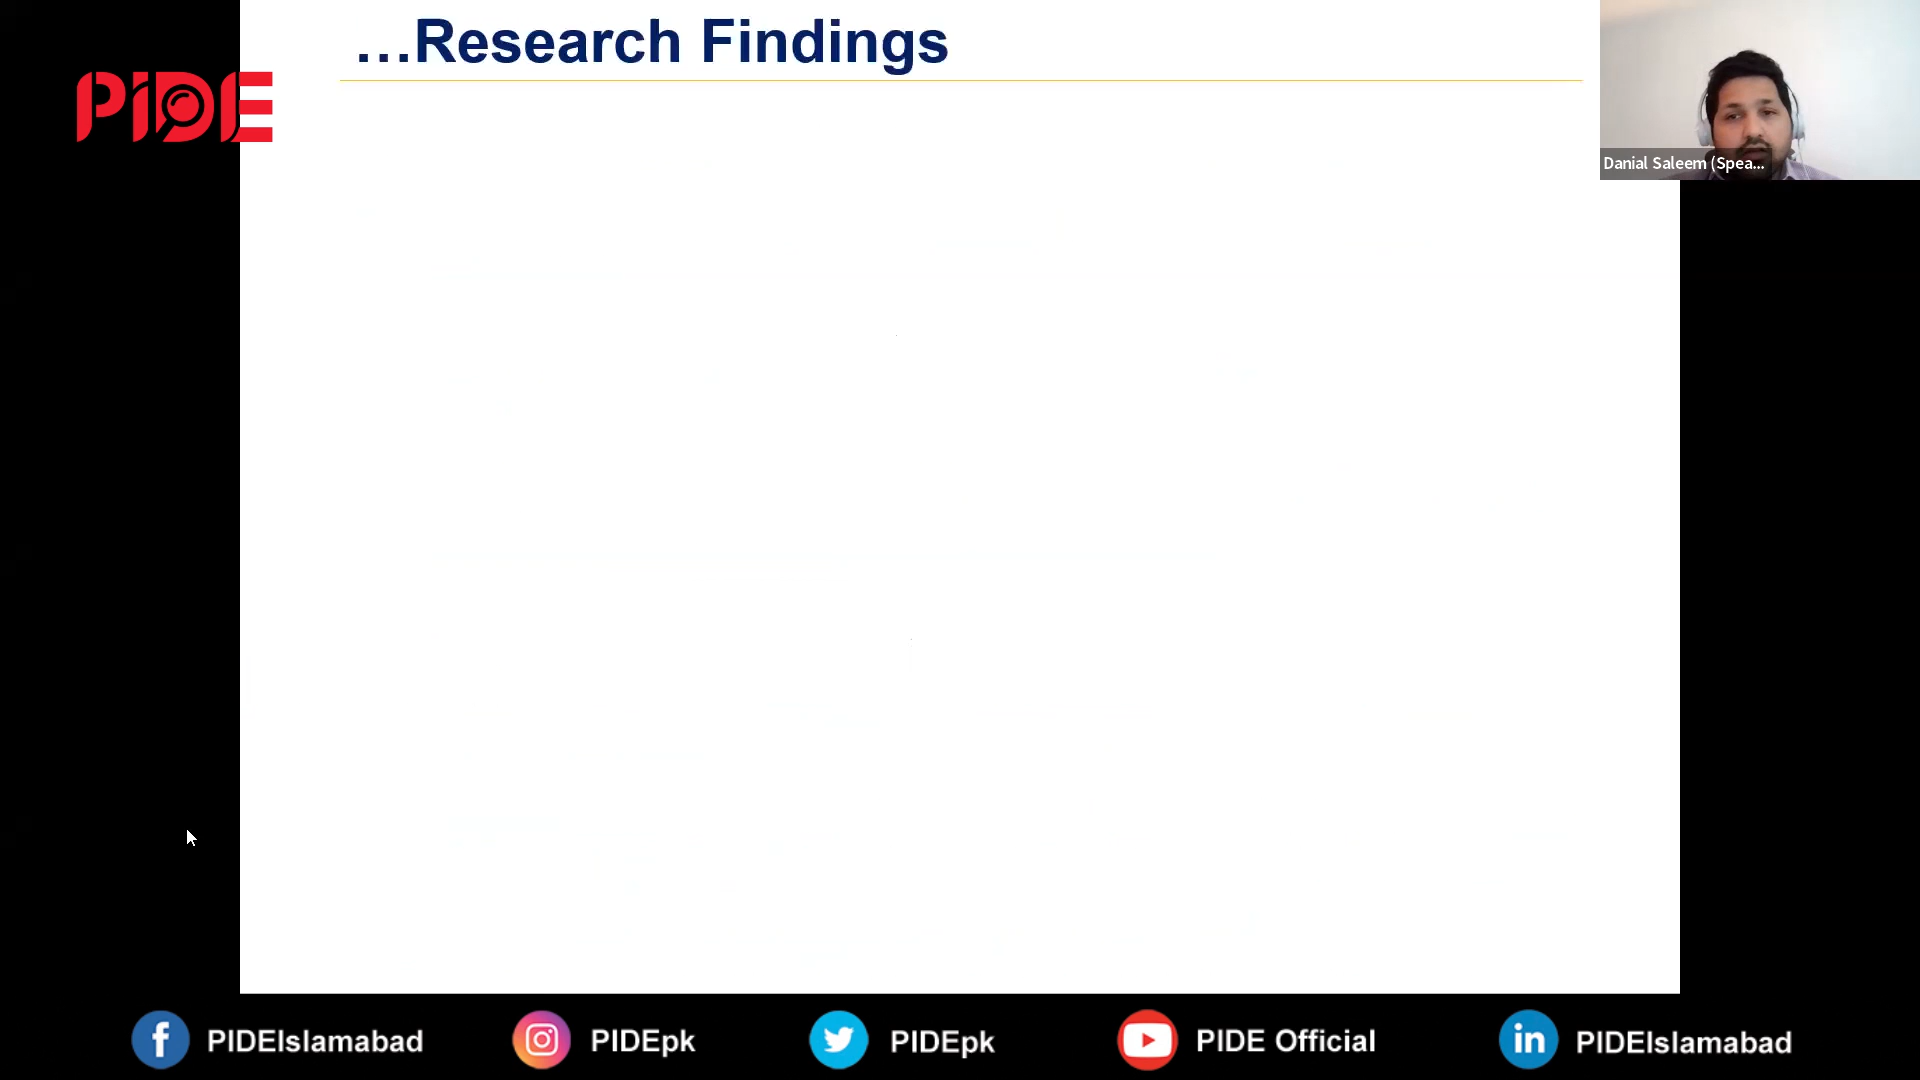 …Research Findings
PIDE
Danial Saleem (Spea...
PIDEIslamabad
PIDEpk
PIDEpk
PIDE Official
PIDEIslamabad